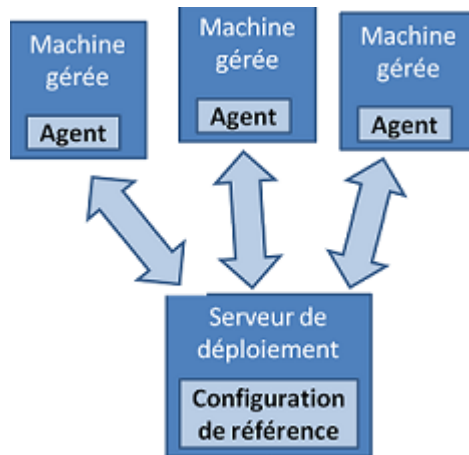 Machine
gérée
Agent
Machine
gérée
Agent
Machine
gérée
Agent
Serveur de
déploiement
Configuration
de référence